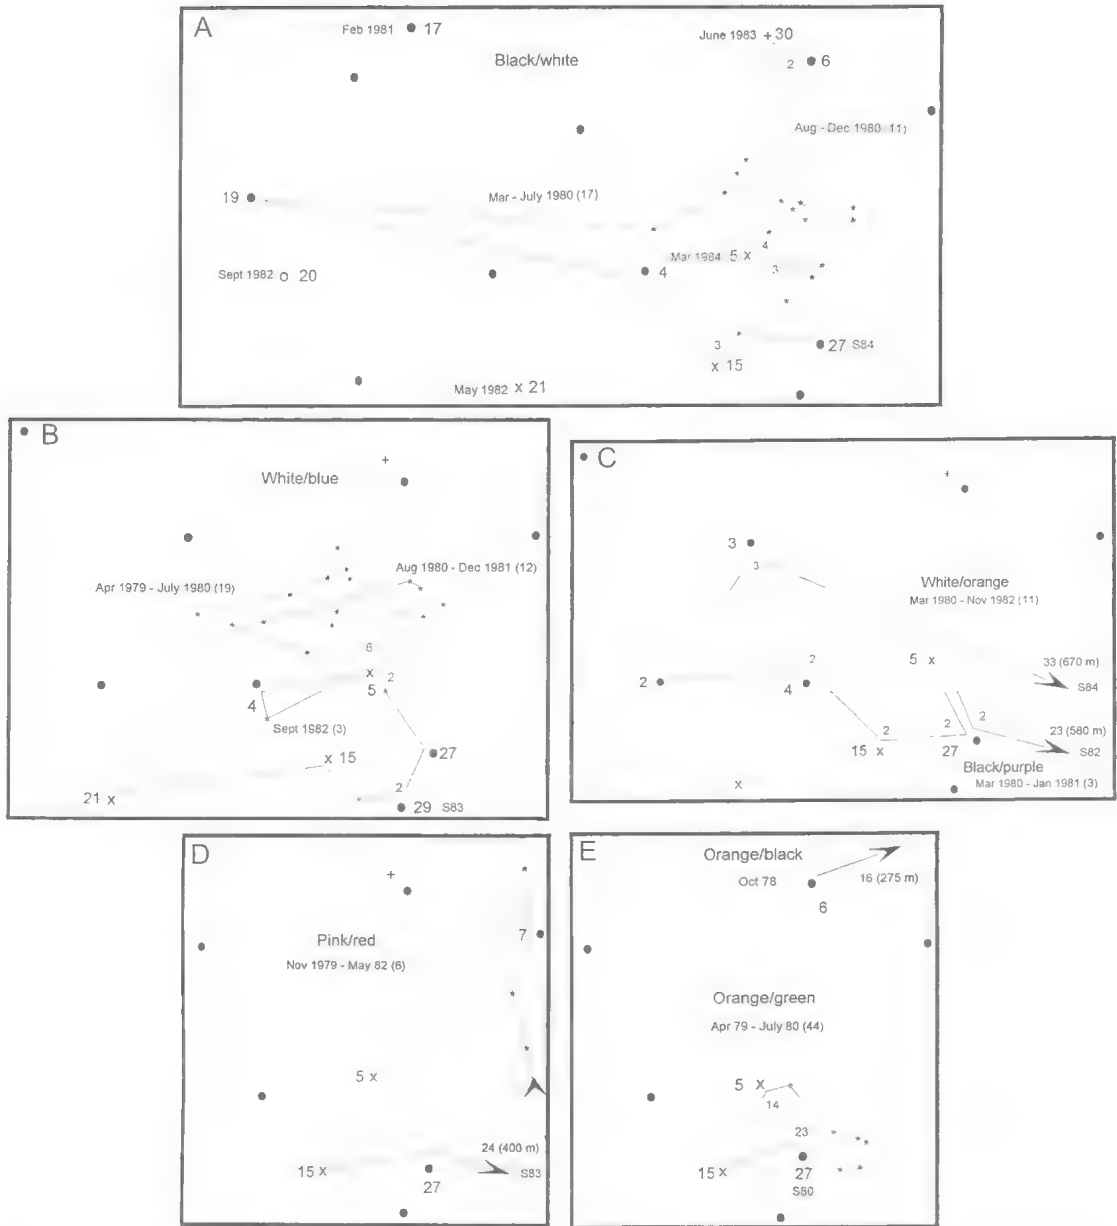 A
Feb 1981 ● 17
June 1983 + 30
Black/white
2 ● 6
Aug - Dec 1980 11)
Mar - July 1980 (17)
19 ●
4
Mar 1984 5 x
Sept 1982 o 20
● 4
3
3
● 27 S84
x 15
May 1982 x 21
B
White/blue
Apr 1979 - July 1980 (19)
Aug 1980 - Dec 1981 (12)
6
x
5
2
4
Sept 1982 (3)
x 15
● 27
21 x
2
● 29 S83
C
3 ●
3
White/orange
Mar 1980 - Nov 1982 (11)
2
5 x
33 (670 m)
2 ●
4
S84
2
2
23 (580 m)
15 x
27
S82
Black/purple
Mar 1980 - Jan 1981 (3)
x
D
+
7 ●
Pink/red
Nov 1979 - May 82 (6)
5 x
24 (400 m)
15 x
S83
27
E
Orange/black
Oct 78
16 (275 m)
6
Orange/green
Apr 79 - July 80 (44)
5 x
14
23
15 x
27
S80